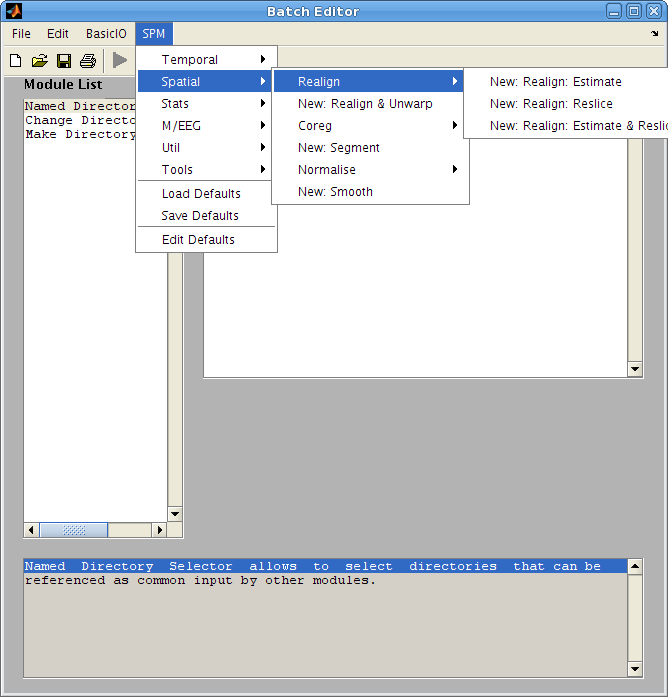 Batch Editor
File Edit BasicIO SPM
Module List
Named Director
Change Directo
Make Directory
Temporal
Spatial
Stats
M/EEG
Util
Tools
Load Defaults
Save Defaults
Edit Defaults
Realign
New: Realign & Unwarp
Coreg
New: Segment
Normalise
New: Smooth
New: Realign: Estimate
New: Realign: Reslice
New: Realign: Estimate & Reslic
Named Directory Selector allows to select directories that can be
referenced as common input by other modules.